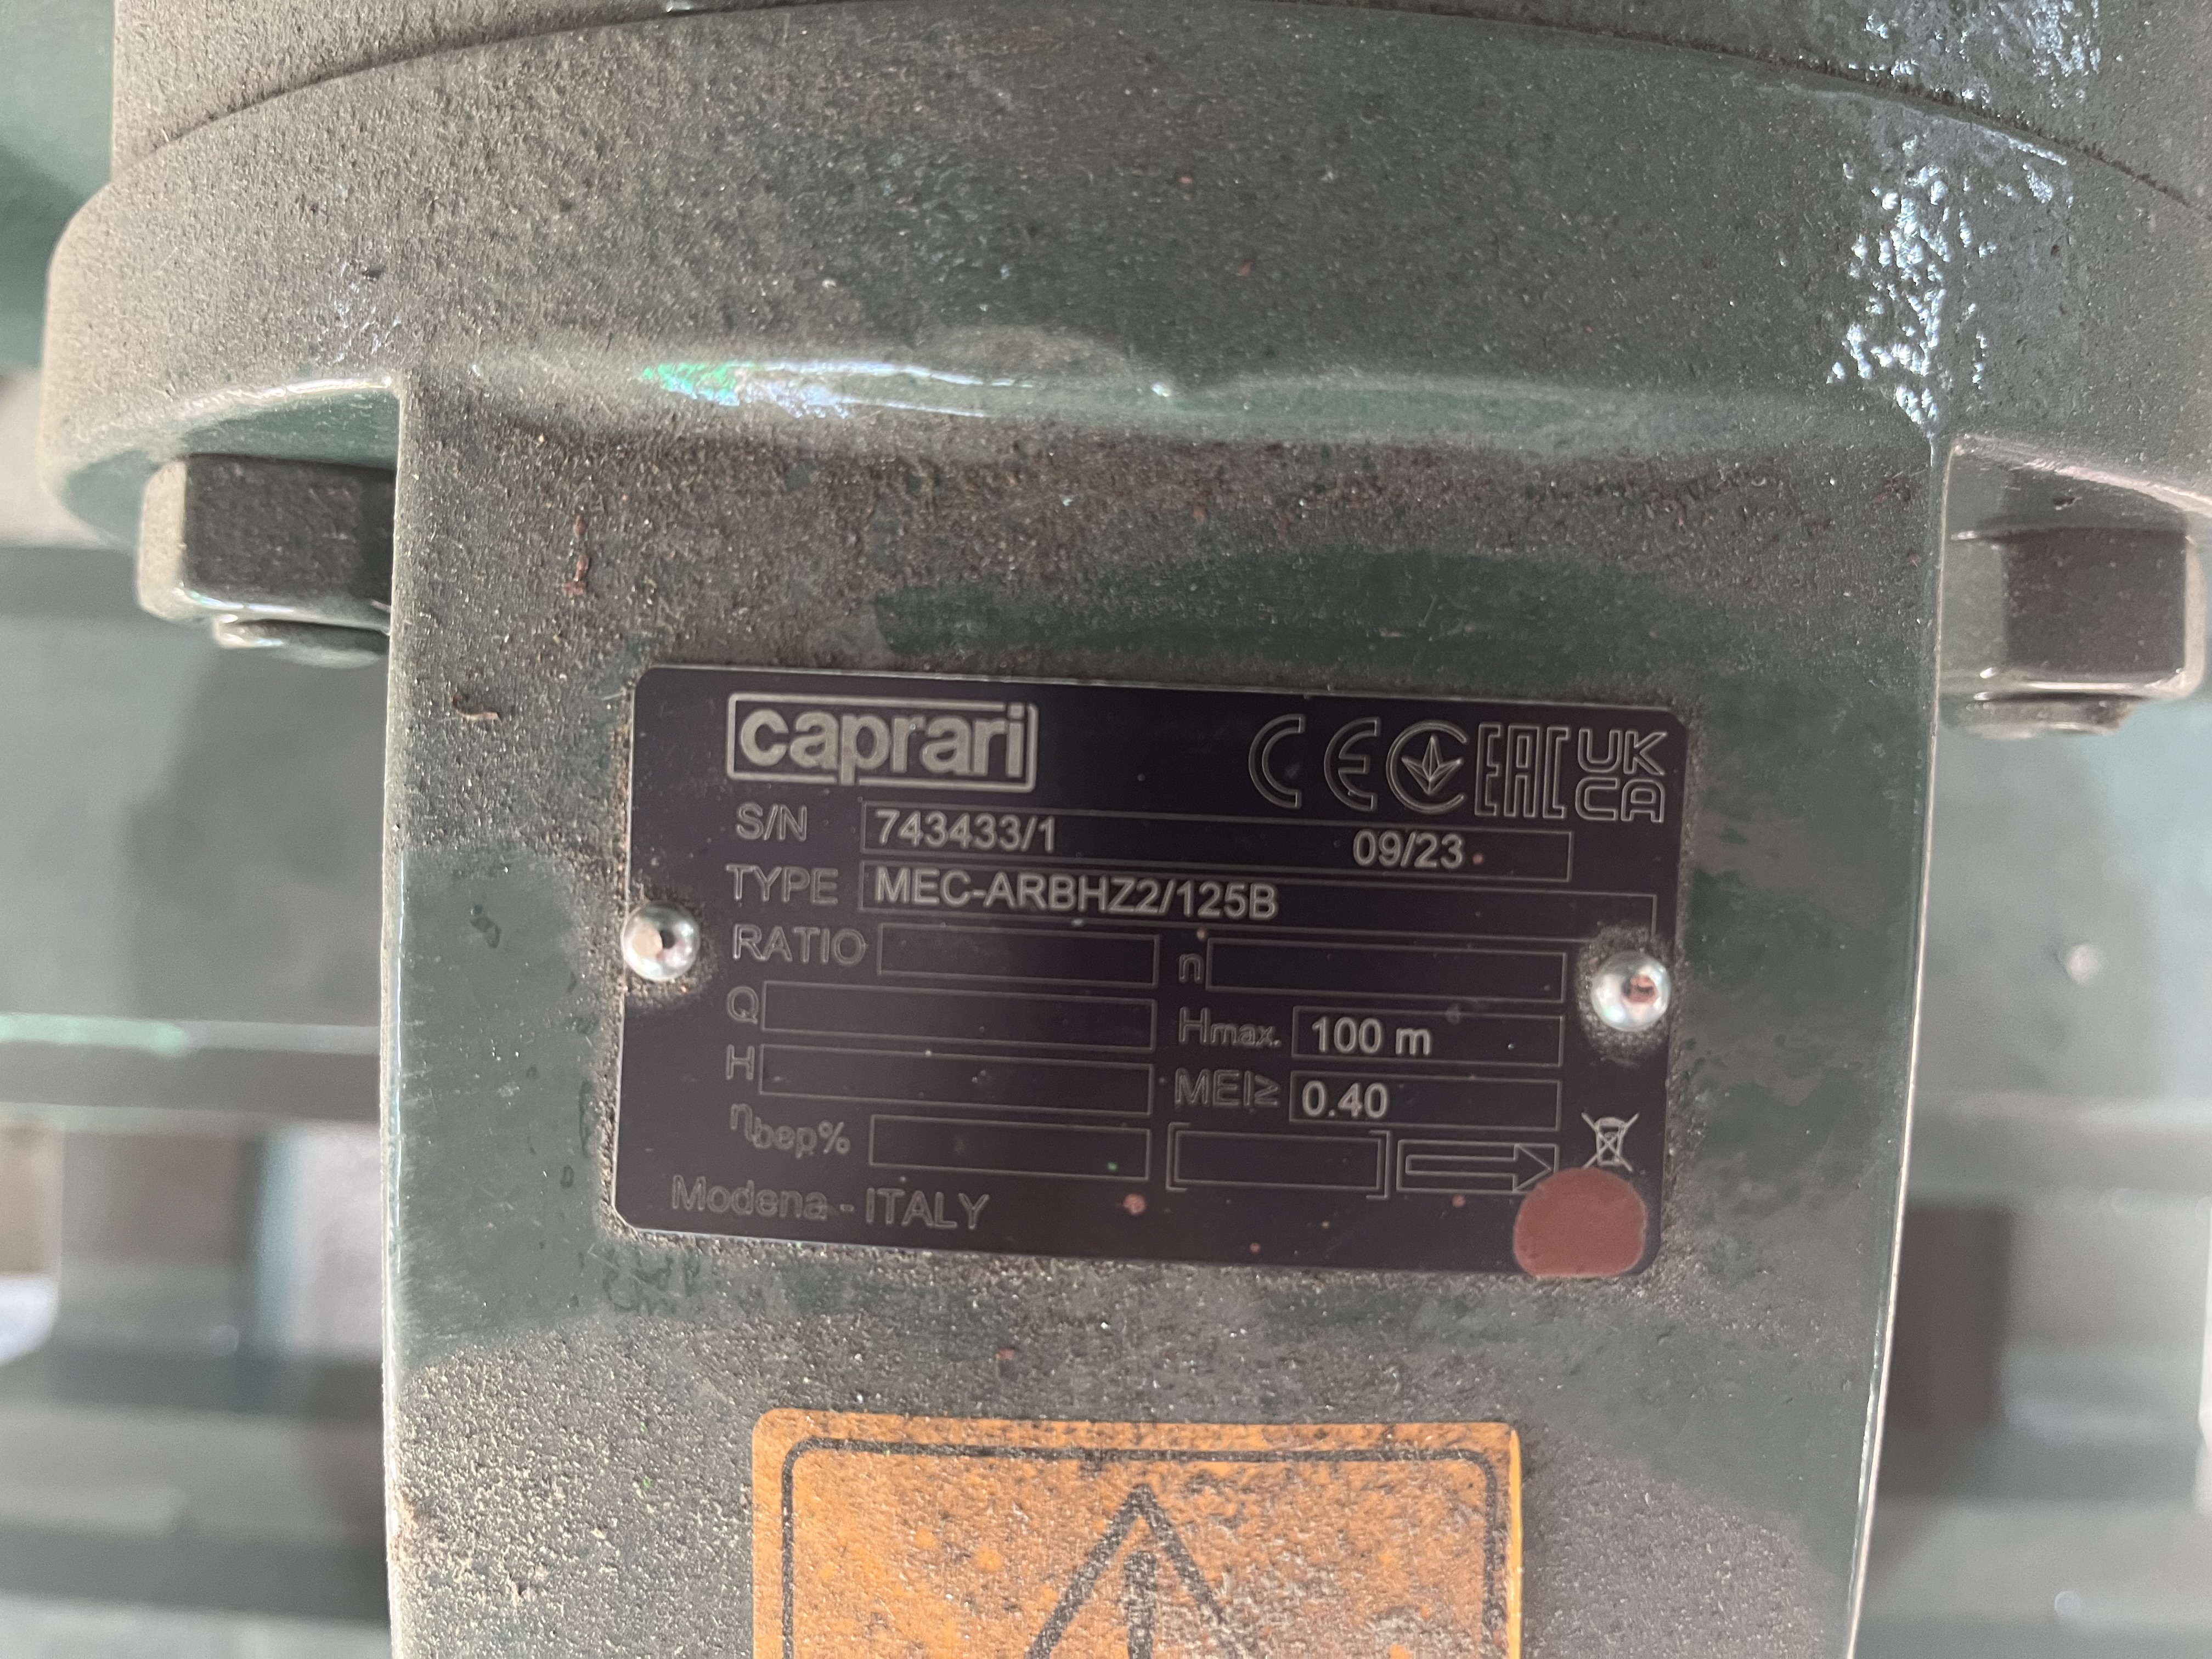 caprari
CE EAC UK CA
S/N 743433/1 09/23
TYPE MEC-ARBHZ2/125B
RATIO n
Q Hmax. 100 m
H MEI≥ 0.40
ηbep%
Modena - ITALY